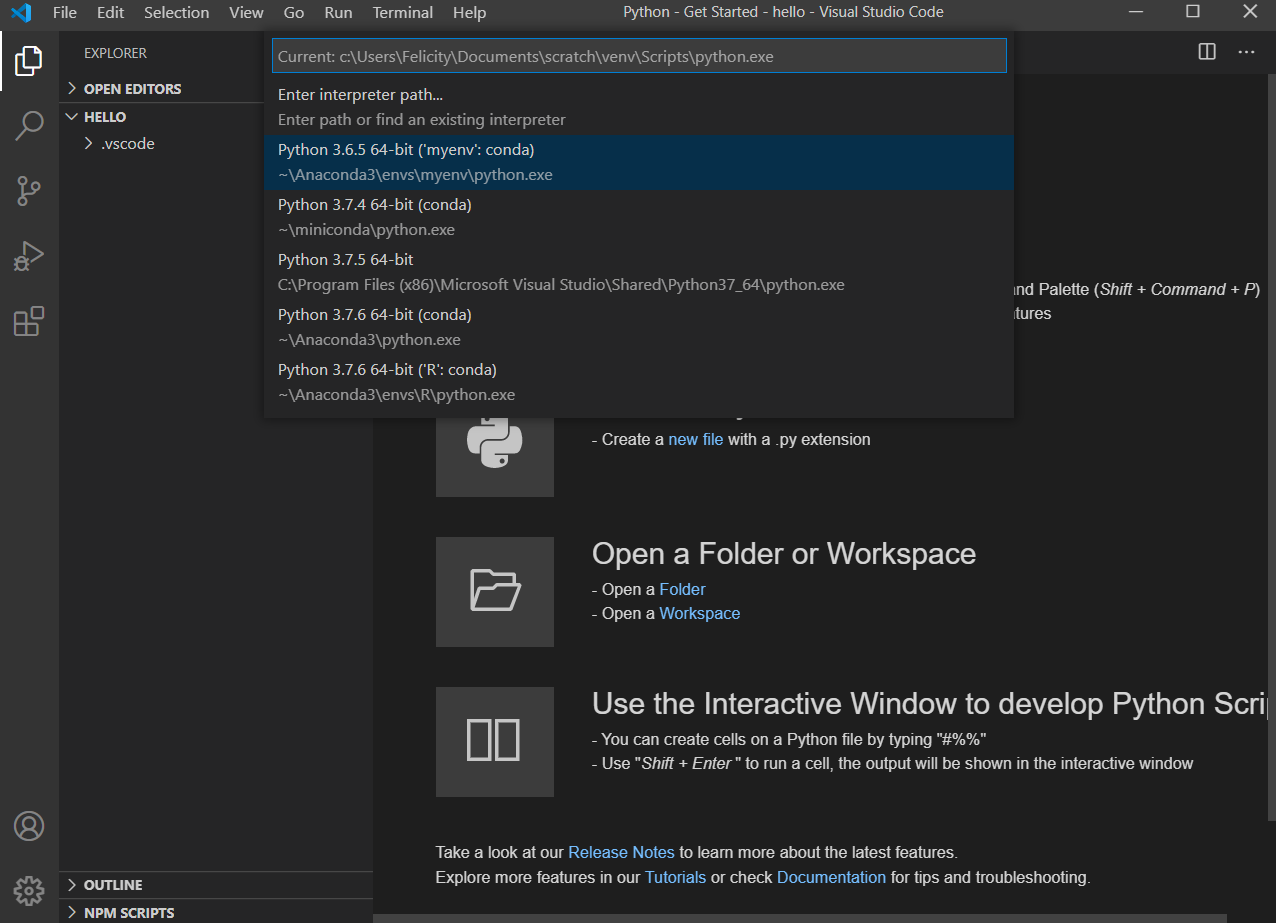 File Edit Selection View Go Run Terminal Help Python - Get Started - hello - Visual Studio Code
EXPLORER
OPEN EDITORS
HELLO
.vscode
OUTLINE
NPM SCRIPTS
Current: c:\Users\Felicity\Documents\scratch\venv\Scripts\python.exe
Enter interpreter path...
Enter path or find an existing interpreter
Python 3.6.5 64-bit ('myenv': conda)
~\Anaconda3\envs\myenv\python.exe
Python 3.7.4 64-bit (conda)
~\miniconda\python.exe
Python 3.7.5 64-bit
C:\Program Files (x86)\Microsoft Visual Studio\Shared\Python37_64\python.exe
Python 3.7.6 64-bit (conda)
~\Anaconda3\python.exe
Python 3.7.6 64-bit ('R': conda)
~\Anaconda3\envs\R\python.exe
Palette (Shift + Command + P)
- Create a new file with a .py extension
Open a Folder or Workspace
- Open a Folder
- Open a Workspace
Use the Interactive Window to develop Python
- You can create cells on a Python file by typing "#%%"
- Use "Shift + Enter " to run a cell, the output will be shown in the interactive window
Take a look at our Release Notes to learn more about the latest features.
Explore more features in our Tutorials or check Documentation for tips and troubleshooting.